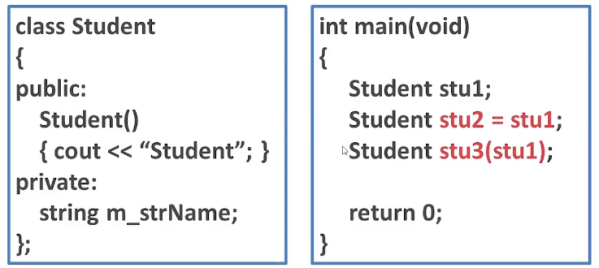 class Student
{
public:
Student()
{ cout << “Student”; }
private:
string m_strName;
};
int main(void)
{
Student stu1;
Student stu2 = stu1;
Student stu3(stu1);
return 0;
}